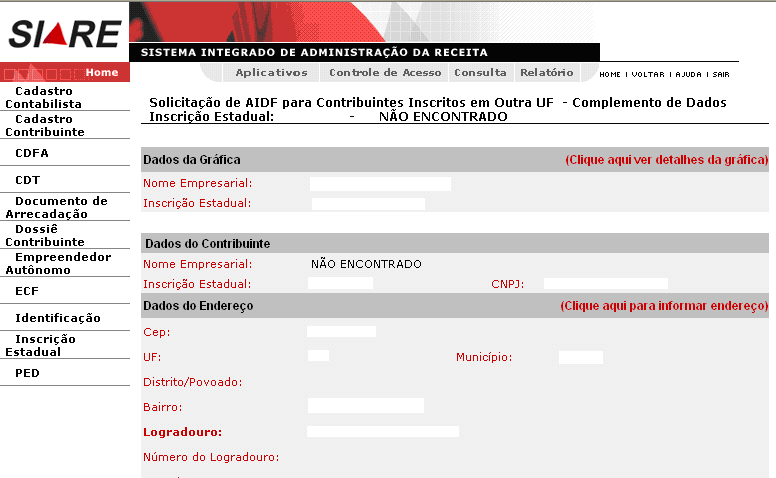 SIARE
SISTEMA INTEGRADO DE ADMINISTRAÇÃO DA RECEITA
Home
Aplicativos Controle de Acesso Consulta Relatório
HOME | VOLTAR | AJUDA | SAIR
Cadastro
Contabilista
Cadastro
Contribuinte
CDFA
CDT
Documento de
Arrecadação
Dossiê
Contribuinte
Empreendedor
Autônomo
ECF
Identificação
Inscrição
Estadual
PED
Solicitação de AIDF para Contribuintes Inscritos em Outra UF - Complemento de Dados
Inscrição Estadual: - NÃO ENCONTRADO
Dados da Gráfica (Clique aqui ver detalhes da gráfica)
Nome Empresarial:
Inscrição Estadual:
Dados do Contribuinte
Nome Empresarial: NÃO ENCONTRADO
Inscrição Estadual: CNPJ:
Dados do Endereço (Clique aqui para informar endereço)
Cep:
UF: Município:
Distrito/Povoado:
Bairro:
Logradouro:
Número do Logradouro: